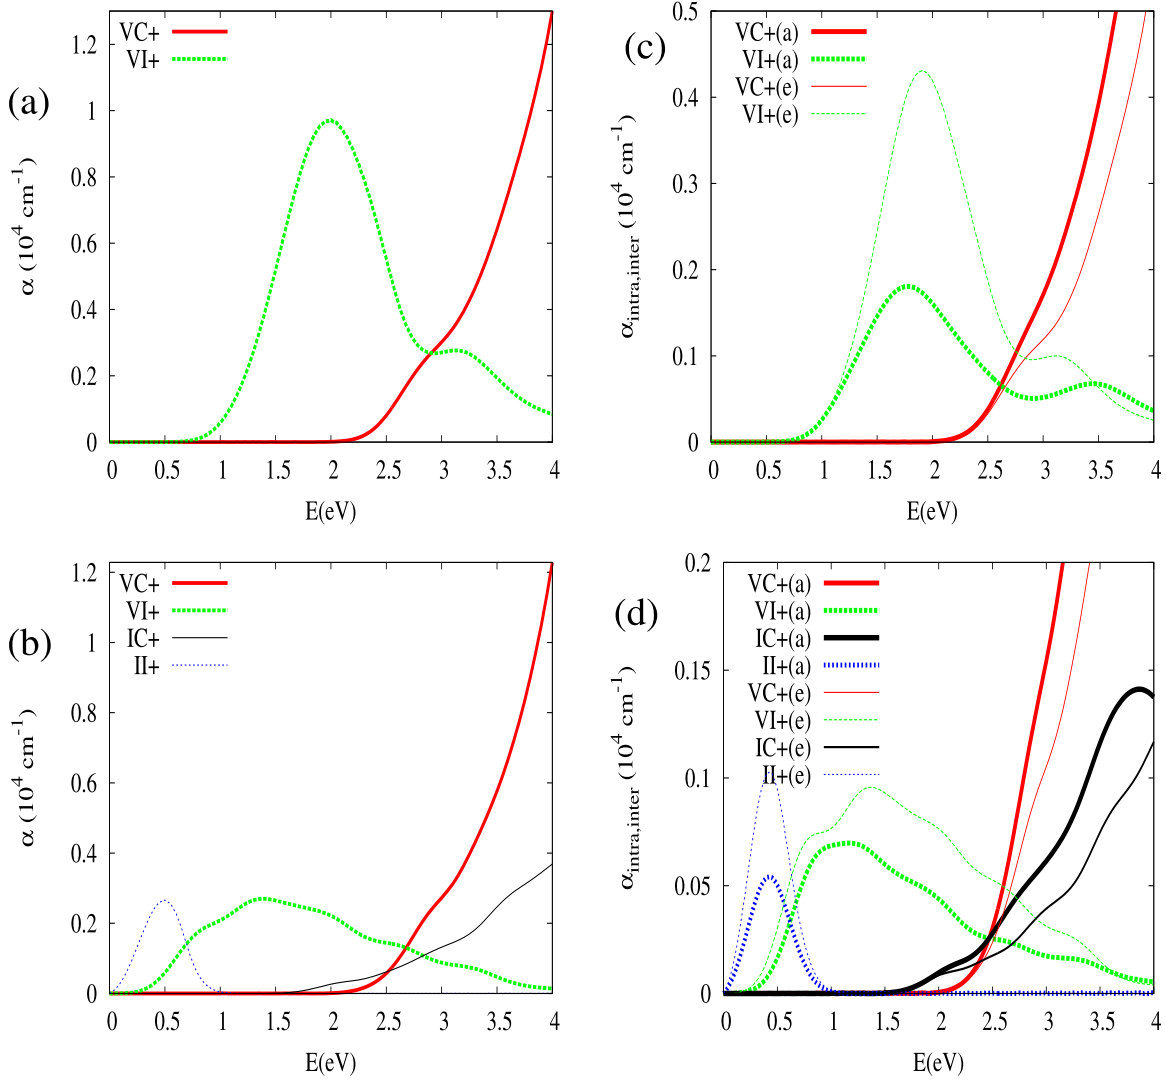 (a)
VC+
VI+
α (10⁴ cm⁻¹)
1.2
1
0.8
0.6
0.4
0.2
0
0 0.5 1 1.5 2 2.5 3 3.5 4
E(eV)
(c)
VC+(a)
VI+(a)
VC+(e)
VI+(e)
αintra,inter (10⁴ cm⁻¹)
0.5
0.4
0.3
0.2
0.1
0
0 0.5 1 1.5 2 2.5 3 3.5 4
E(eV)
(b)
VC+
VI+
IC+
II+
α (10⁴ cm⁻¹)
1.2
1
0.8
0.6
0.4
0.2
0
0 0.5 1 1.5 2 2.5 3 3.5 4
E(eV)
(d)
VC+(a)
VI+(a)
IC+(a)
II+(a)
VC+(e)
VI+(e)
IC+(e)
II+(e)
αintra,inter (10⁴ cm⁻¹)
0.2
0.15
0.1
0.05
0
0 0.5 1 1.5 2 2.5 3 3.5 4
E(eV)